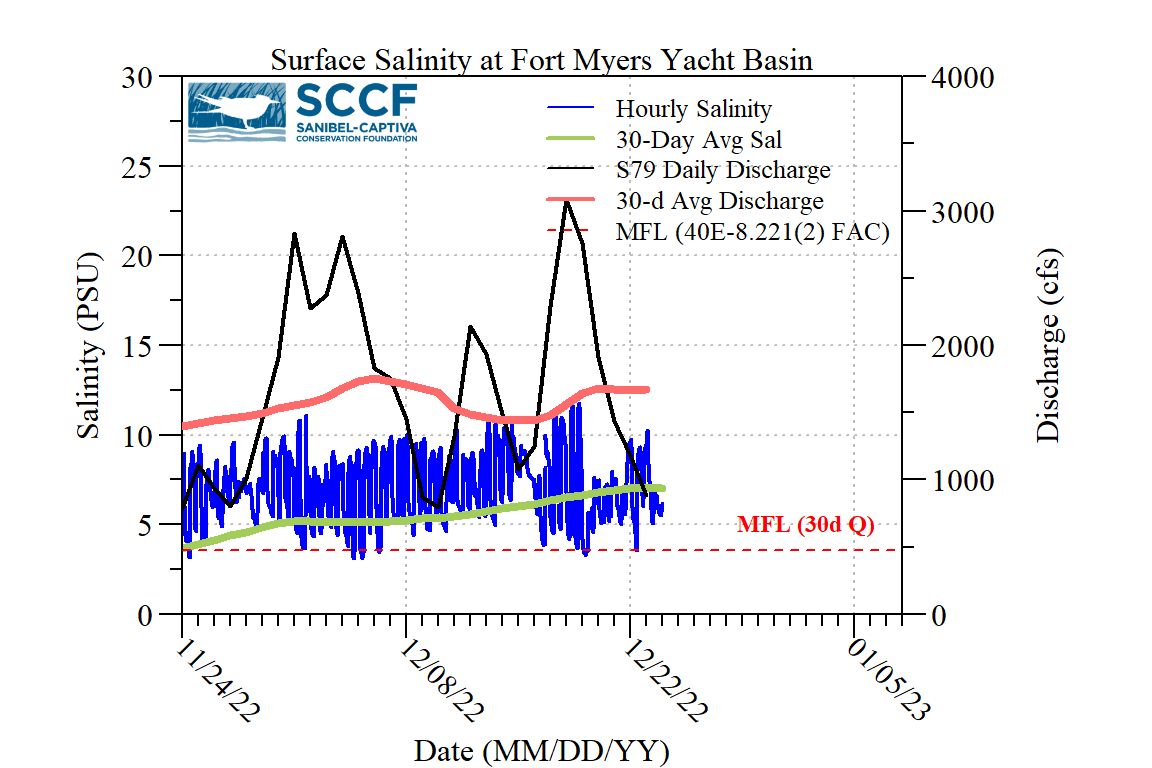 Surface Salinity at Fort Myers Yacht Basin
SCCF
SANIBEL-CAPTIVA
CONSERVATION FOUNDATION
Hourly Salinity
30-Day Avg Sal
S79 Daily Discharge
30-d Avg Discharge
MFL (40E-8.221(2) FAC)
30
25
20
15
10
5
0
Salinity (PSU)
4000
3000
2000
1000
0
Discharge (cfs)
MFL (30d Q)
11/24/22
12/08/22
12/22/22
01/05/23
Date (MM/DD/YY)